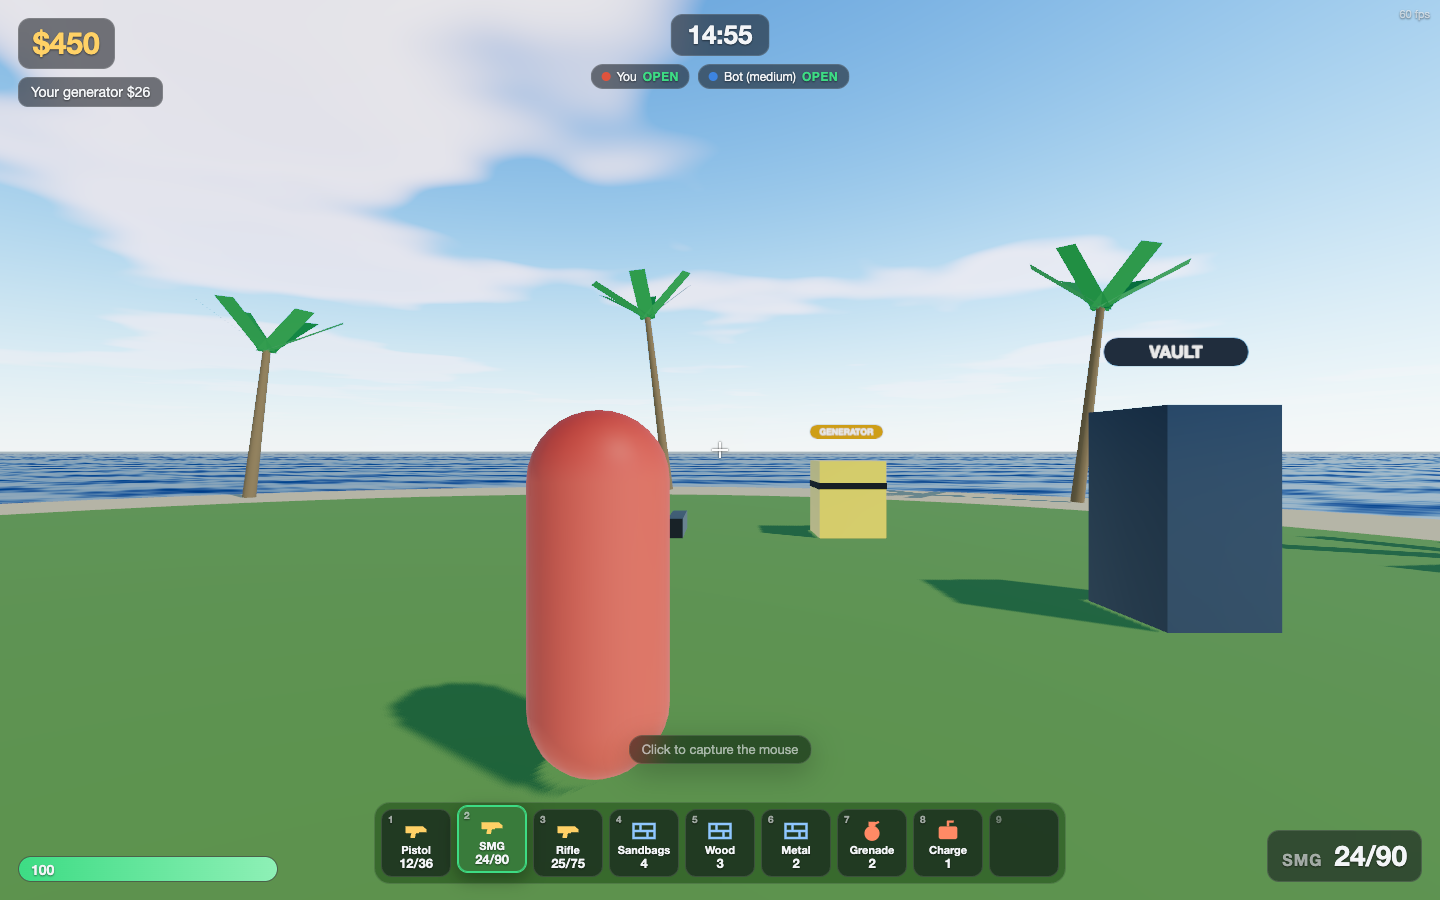 $450
Your generator $26
14:55
You OPEN
Bot (medium) OPEN
60 fps
VAULT
GENERATOR
Click to capture the mouse
1
Pistol
12/36
2
SMG
24/90
3
Rifle
25/75
4
Sandbags
4
5
Wood
3
6
Metal
2
7
Grenade
2
8
Charge
1
9
100
SMG 24/90